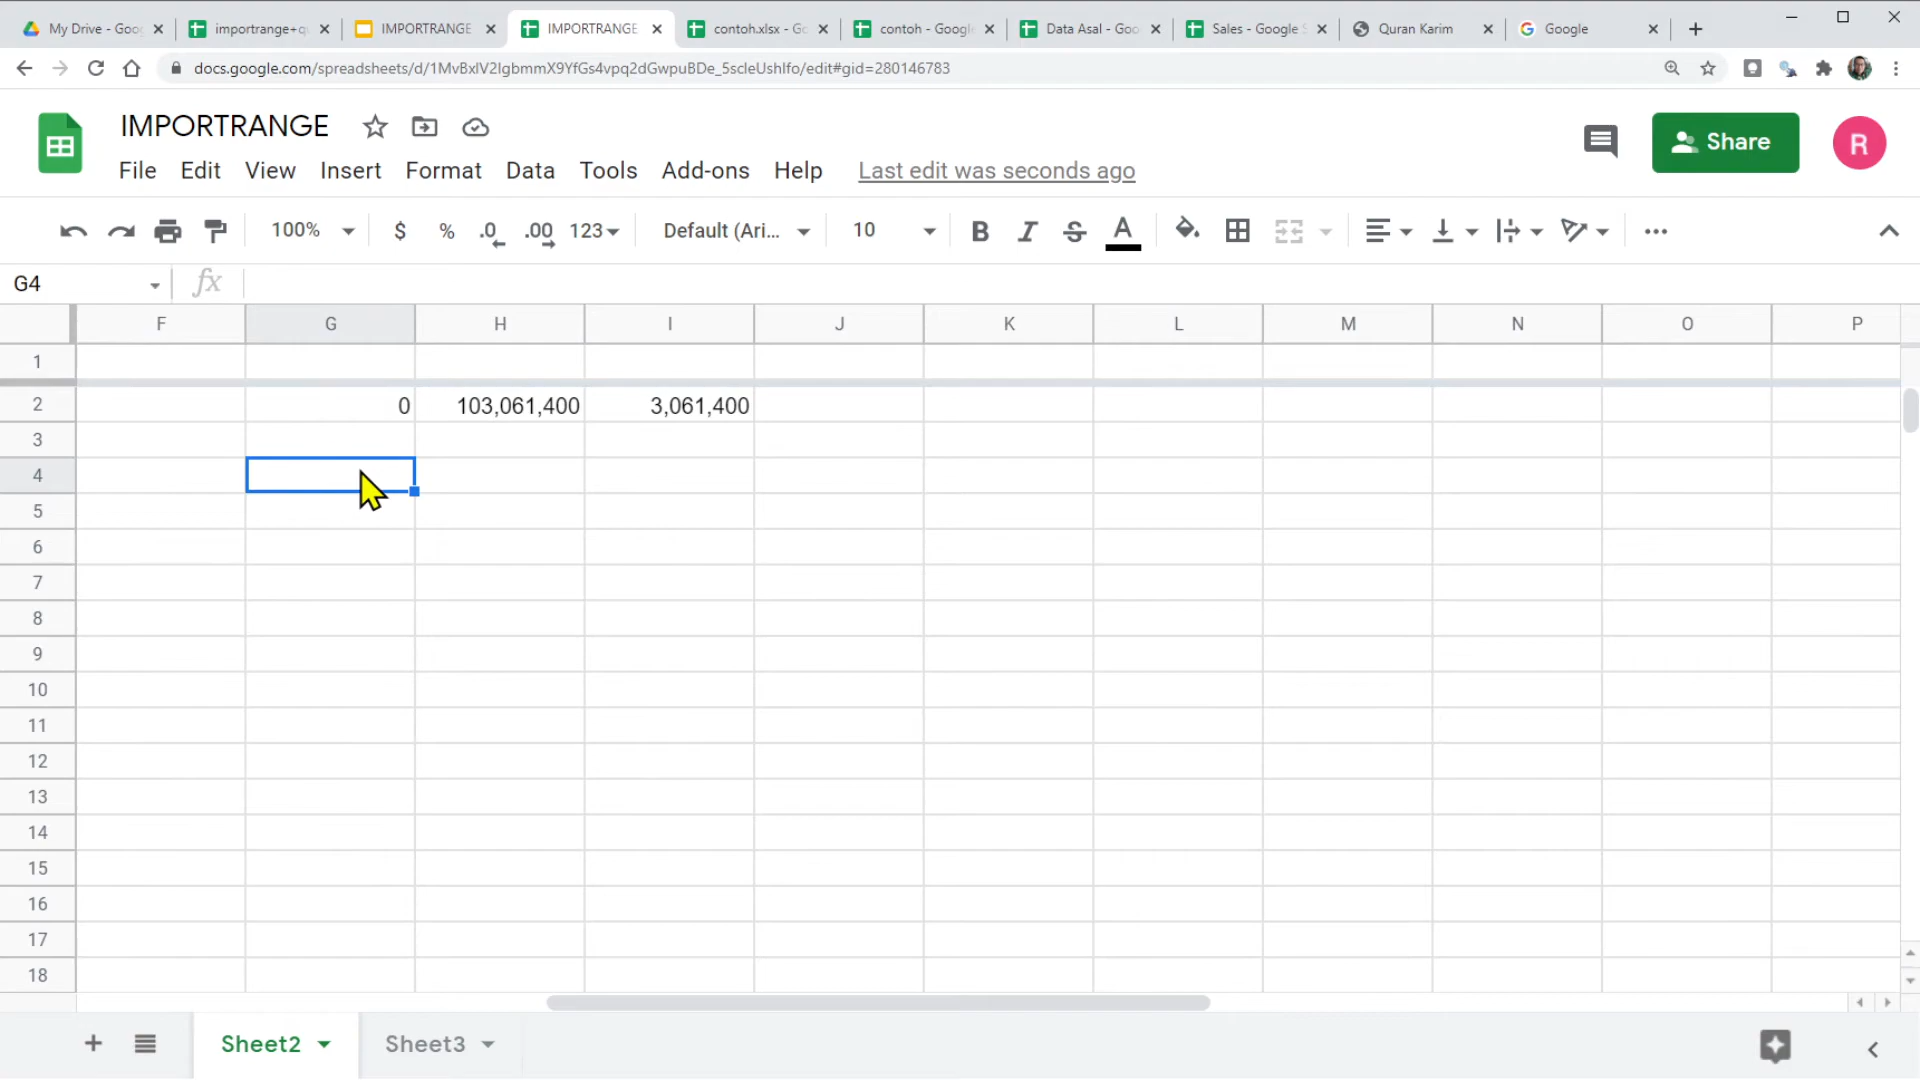 My Drive - Goo
importrange+q
IMPORTRANGE
IMPORTRANGE
contoh.xlsx - Go
contoh - Google
Data Asal - Goo
Sales - Google S
Quran Karim
Google
docs.google.com/spreadsheets/d/1MvBxlV2IgbmmX9YfGs4vpq2dGwpuBDe_5scleUshIfo/edit#gid=280146783
IMPORTRANGE
Share
R
File Edit View Insert Format Data Tools Add-ons Help Last edit was seconds ago
100% $ % .0 .00 123 Default (Ari... 10 B I S A
G4 fx
F G H I J K L M N O P
1
2 0 103,061,400 3,061,400
3
4
5
6
7
8
9
10
11
12
13
14
15
16
17
18
Sheet2 Sheet3